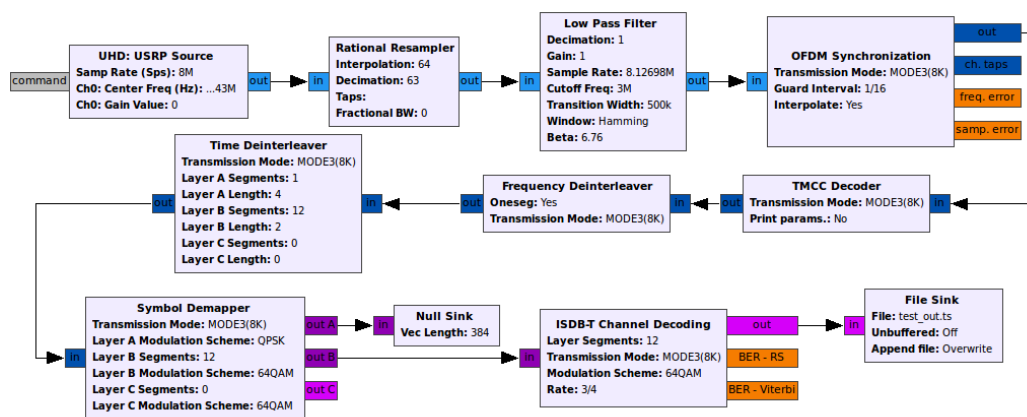 UHD: USRP Source
command
Samp Rate (Sps): 8M
Ch0: Center Freq (Hz): ...43M
Ch0: Gain Value: 0
out
Rational Resampler
in
Interpolation: 64
Decimation: 63
Taps:
Fractional BW: 0
out
Low Pass Filter
in
Decimation: 1
Gain: 1
Sample Rate: 8.12698M
Cutoff Freq: 3M
Transition Width: 500k
Window: Hamming
Beta: 6.76
out
OFDM Synchronization
in
Transmission Mode: MODE3(8K)
Guard Interval: 1/16
Interpolate: Yes
out
ch. taps
freq. error
samp. error
Time Deinterleaver
out
Transmission Mode: MODE3(8K)
Layer A Segments: 1
Layer A Length: 4
Layer B Segments: 12
Layer B Length: 2
Layer C Segments: 0
Layer C Length: 0
in
Frequency Deinterleaver
out
Oneseg: Yes
Transmission Mode: MODE3(8K)
in
TMCC Decoder
out
Transmission Mode: MODE3(8K)
Print params.: No
in
Symbol Demapper
in
Transmission Mode: MODE3(8K)
Layer A Modulation Scheme: QPSK
Layer B Segments: 12
Layer B Modulation Scheme: 64QAM
Layer C Segments: 0
Layer C Modulation Scheme: 64QAM
out A
out B
out C
Null Sink
in
Vec Length: 384
ISDB-T Channel Decoding
in
Layer Segments: 12
Transmission Mode: MODE3(8K)
Modulation Scheme: 64QAM
Rate: 3/4
out
BER - RS
BER - Viterbi
File Sink
in
File: test_out.ts
Unbuffered: Off
Append file: Overwrite